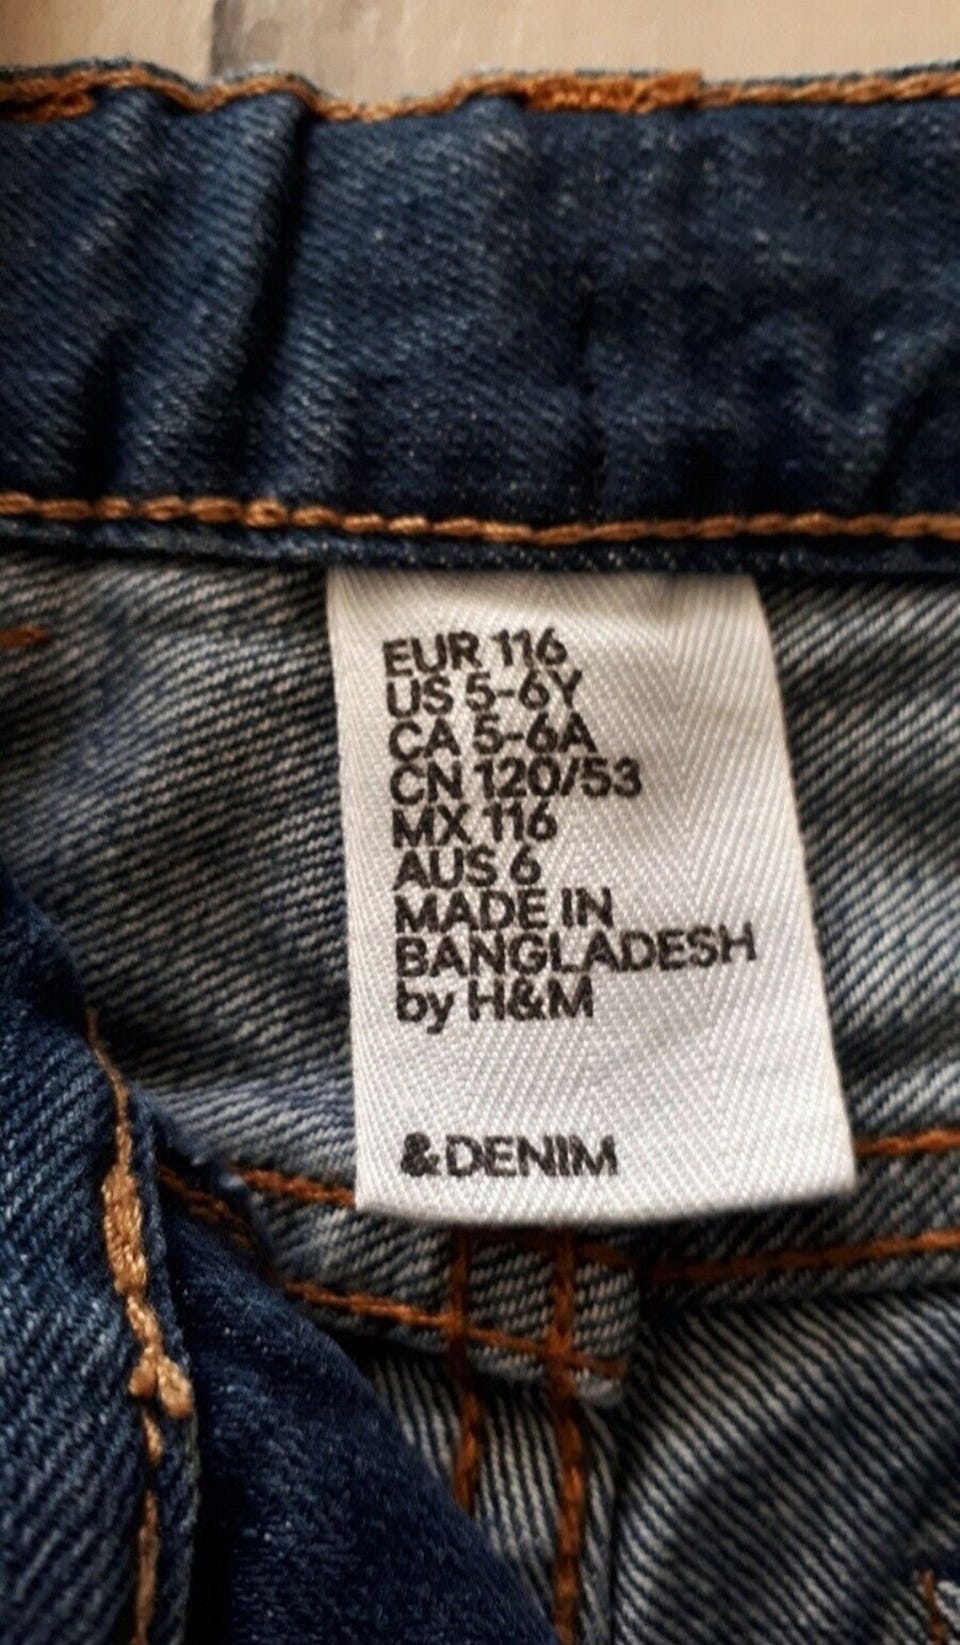 EUR 116
US 5-6Y
CA 5-6A
CN 120/53
MX 116
AUS 6
MADE IN
BANGLADESH
by H&M
&DENIM